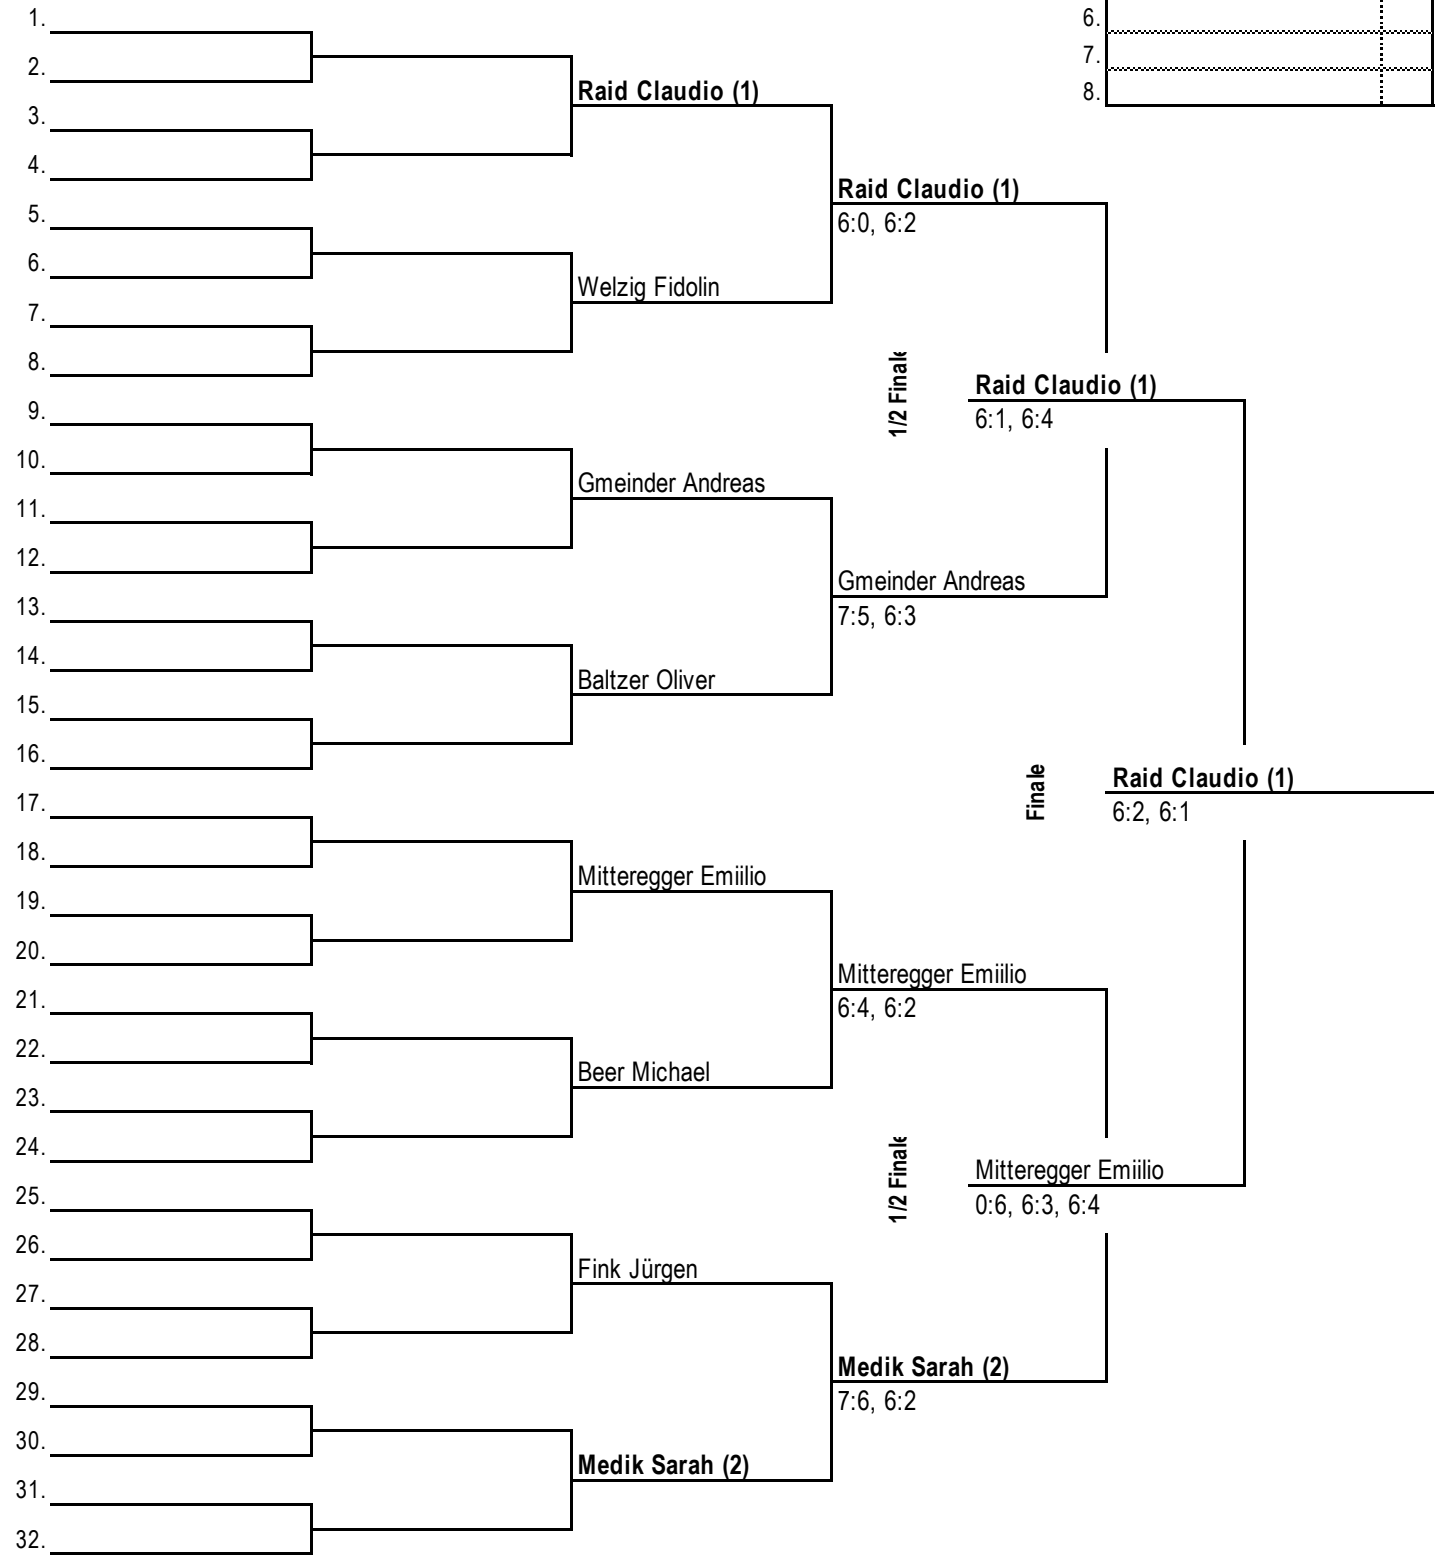 1.
6.
2.
7.
Raid Claudio (1)
8.
3.
4.
Raid Claudio (1)
5.
6:0, 6:2
6.
Welzig Fidolin
7.
8.
1/2 Finale
Raid Claudio (1)
9.
6:1, 6:4
10.
Gmeinder Andreas
11.
12.
Gmeinder Andreas
13.
7:5, 6:3
14.
Baltzer Oliver
15.
16.
Finale
Raid Claudio (1)
17.
6:2, 6:1
18.
Mitteregger Emiilio
19.
20.
Mitteregger Emiilio
21.
6:4, 6:2
22.
Beer Michael
23.
24.
1/2 Finale
Mitteregger Emiilio
25.
0:6, 6:3, 6:4
26.
Fink Jürgen
27.
28.
Medik Sarah (2)
29.
7:6, 6:2
30.
Medik Sarah (2)
31.
32.